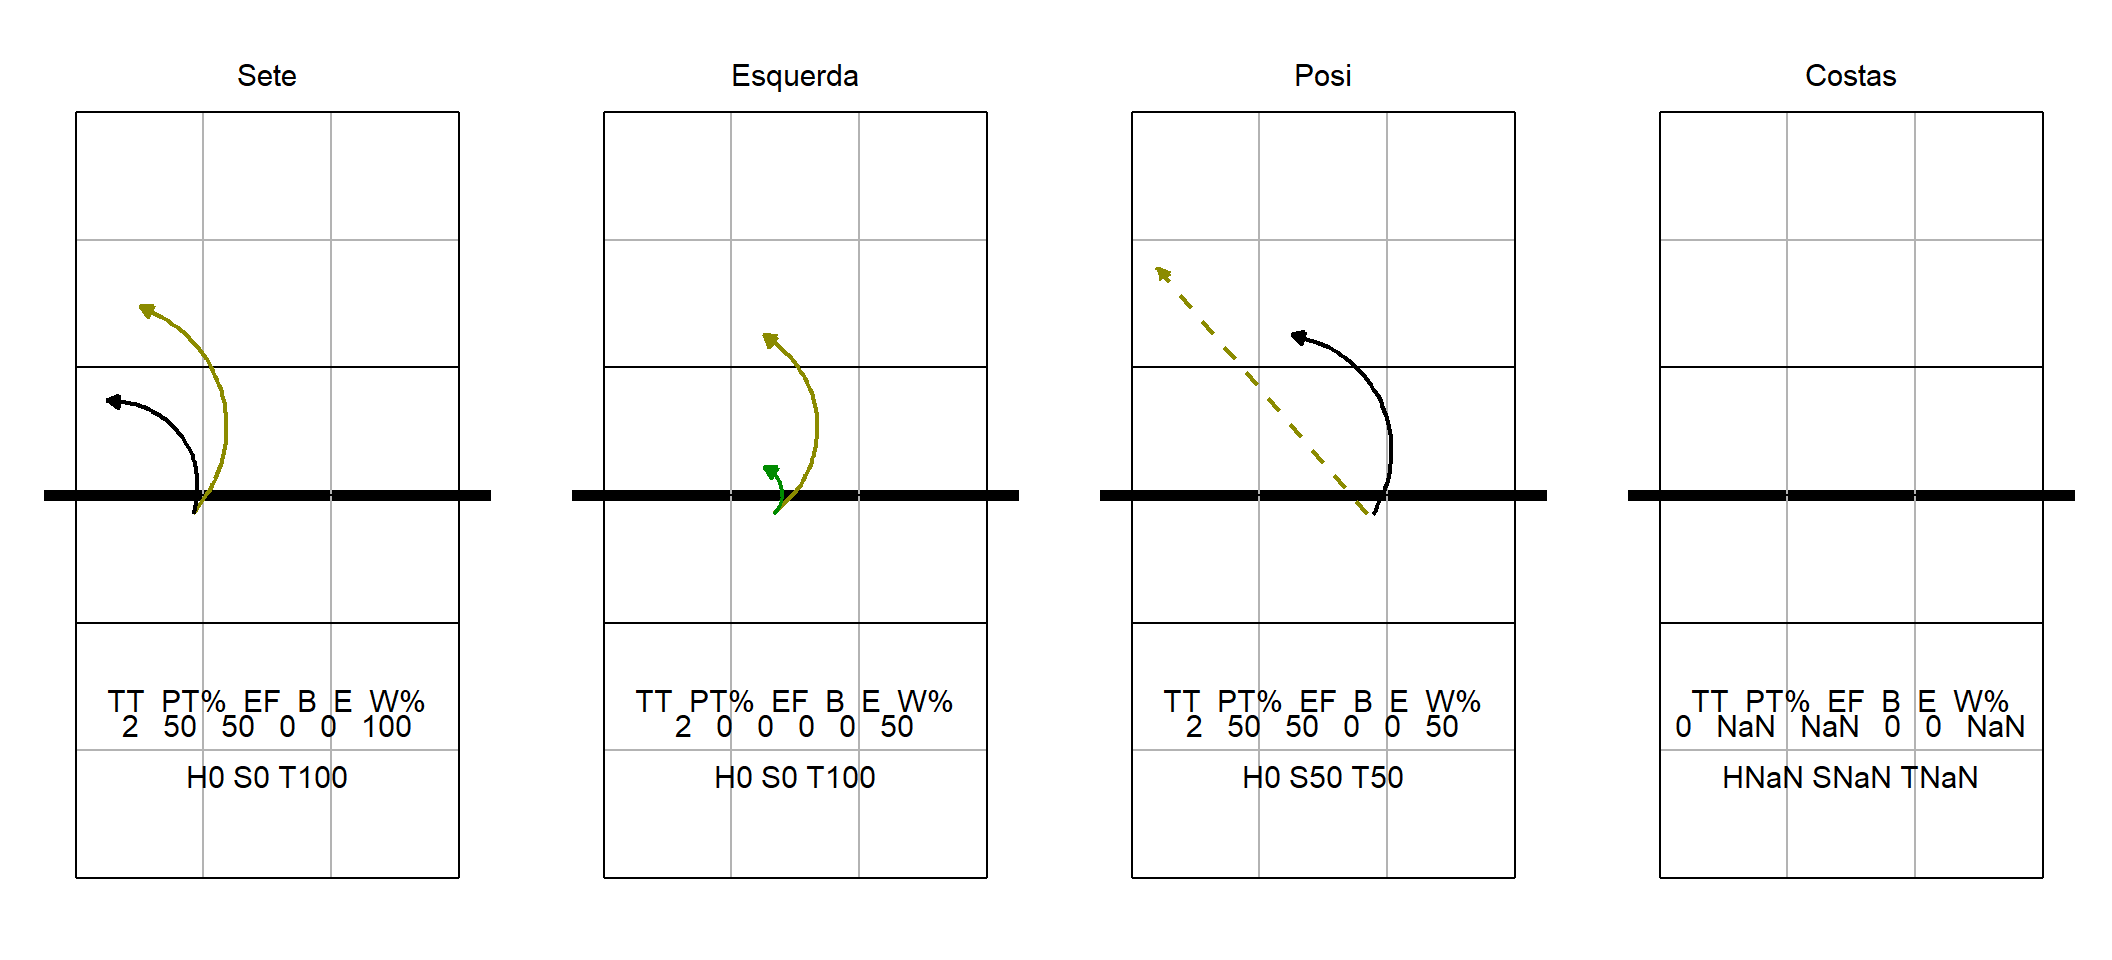 Sete
TT PT% EF B E W%
2 50 50 0 0 100
H0 S0 T100
Esquerda
TT PT% EF B E W%
2 0 0 0 0 50
H0 S0 T100
Posi
TT PT% EF B E W%
2 50 50 0 0 50
H0 S50 T50
Costas
TT PT% EF B E W%
0 NaN NaN 0 0 NaN
HNaN SNaN TNaN